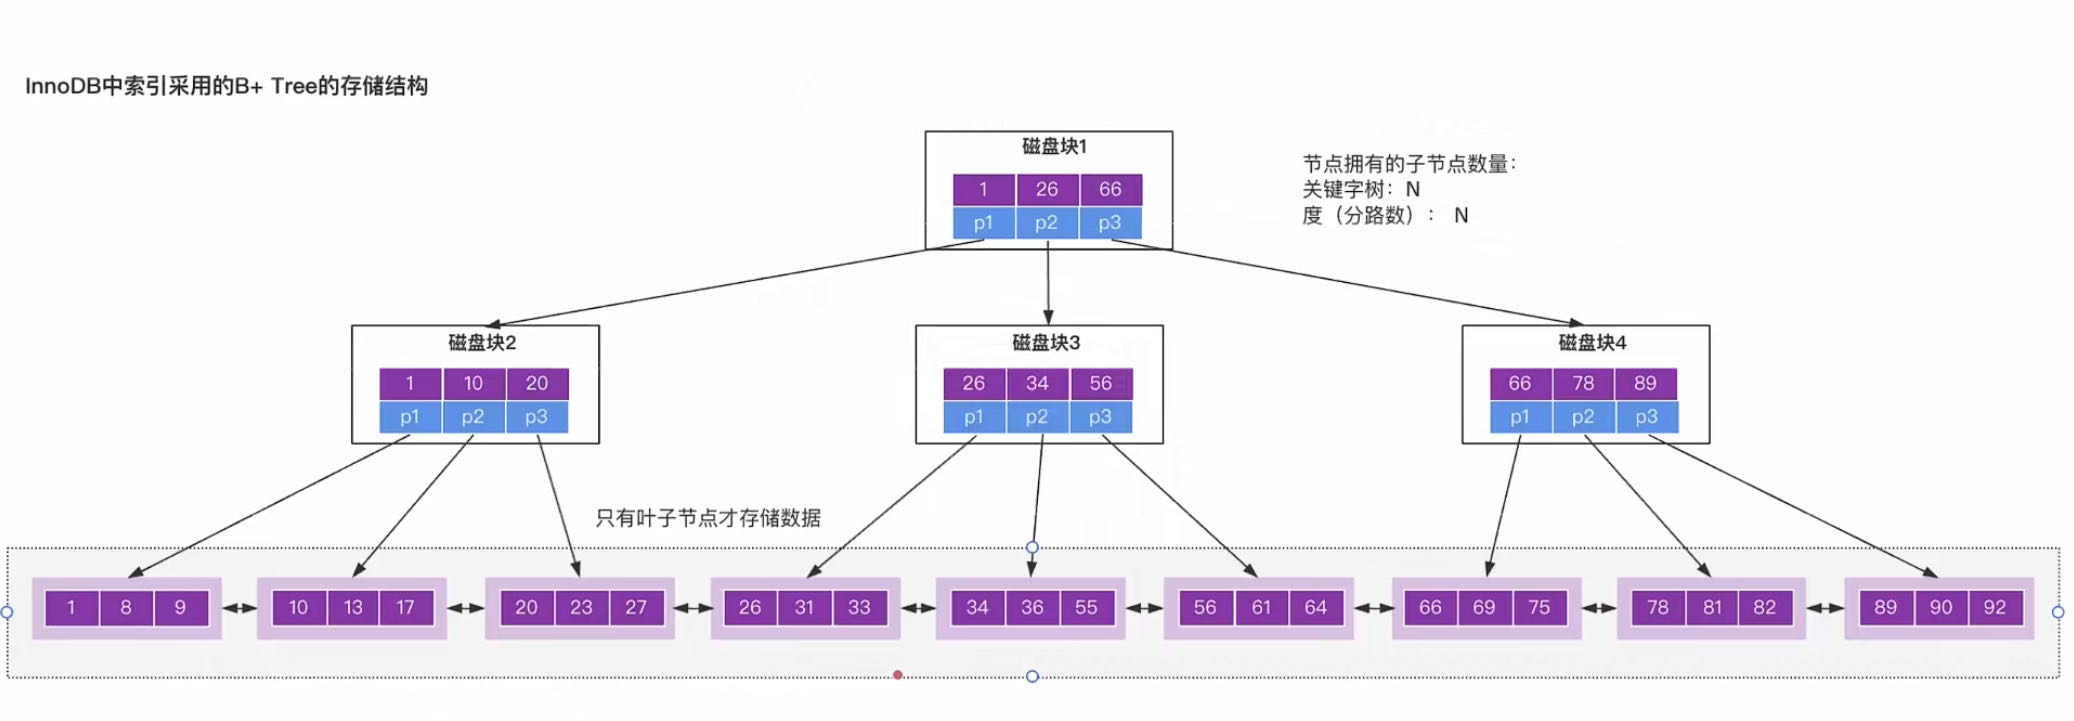 InnoDB中索引采用的B+ Tree的存储结构
磁盘块1
1 26 66
p1 p2 p3
节点拥有的子节点数量：
关键字树：N
度（分路数）： N
磁盘块2
1 10 20
p1 p2 p3
磁盘块3
26 34 56
p1 p2 p3
磁盘块4
66 78 89
p1 p2 p3
只有叶子节点才存储数据
1 8 9
10 13 17
20 23 27
26 31 33
34 36 55
56 61 64
66 69 75
78 81 82
89 90 92